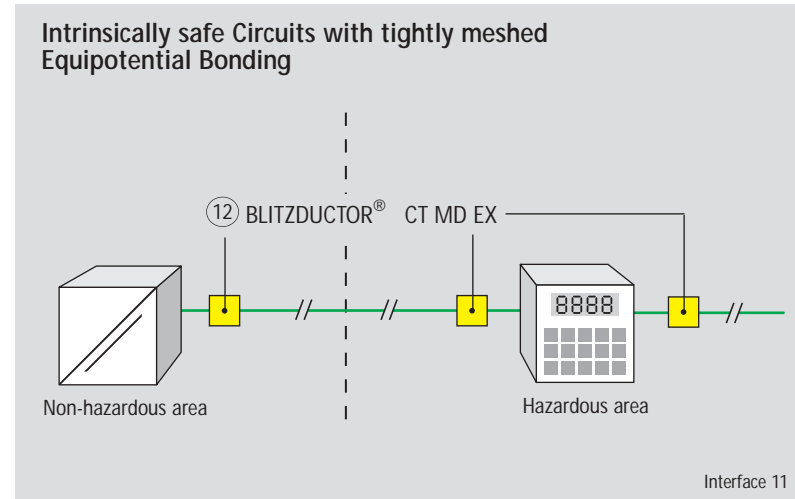 Intrinsically safe Circuits with tightly meshed
Equipotential Bonding
12 BLITZDUCTOR® CT MD EX
8888
Non-hazardous area
Hazardous area
Interface 11